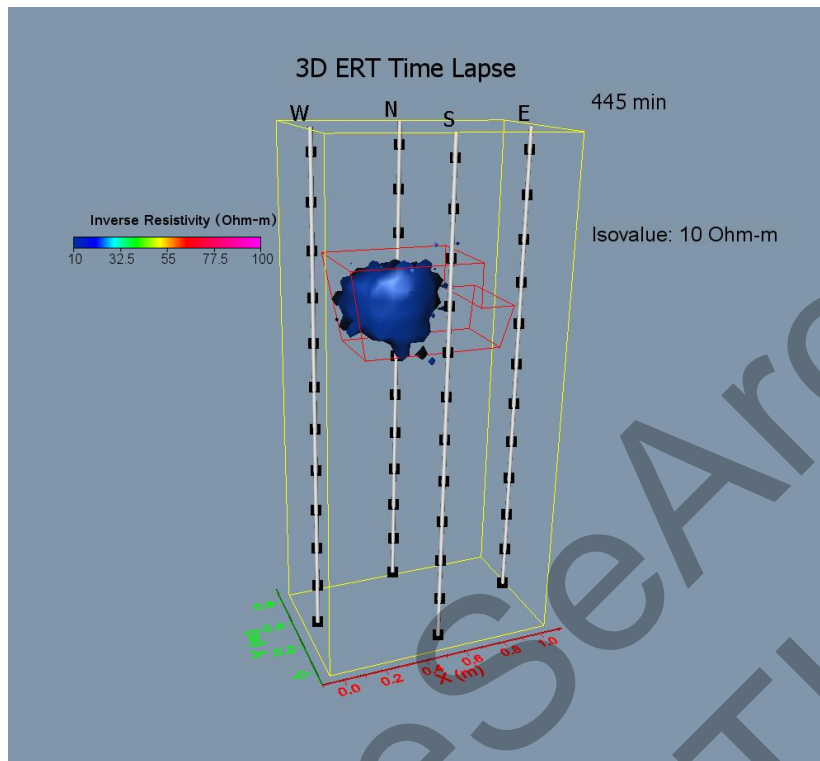 3D ERT Time Lapse
445 min
W N S E
Inverse Resistivity (Ohm-m)
10 32.5 55 77.5 100
Isovalue: 10 Ohm-m
0.0 0.2 0.4 0.6 0.8 1.0
X (m)